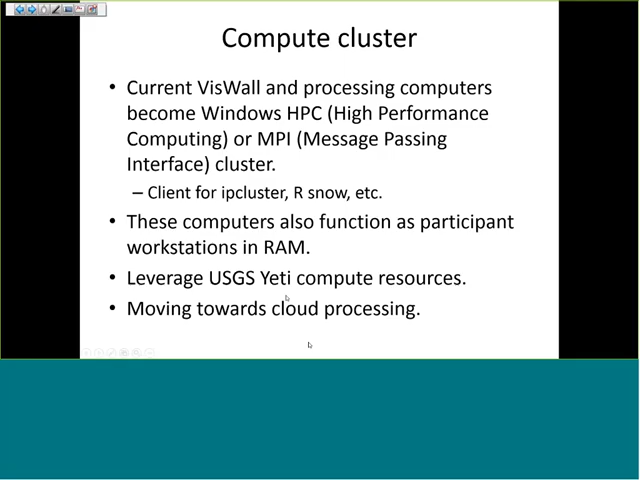 Compute cluster
• Current VisWall and processing computers
become Windows HPC (High Performance
Computing) or MPI (Message Passing
Interface) cluster.
– Client for ipcluster, R snow, etc.
• These computers also function as participant
workstations in RAM.
• Leverage USGS Yeti compute resources.
• Moving towards cloud processing.